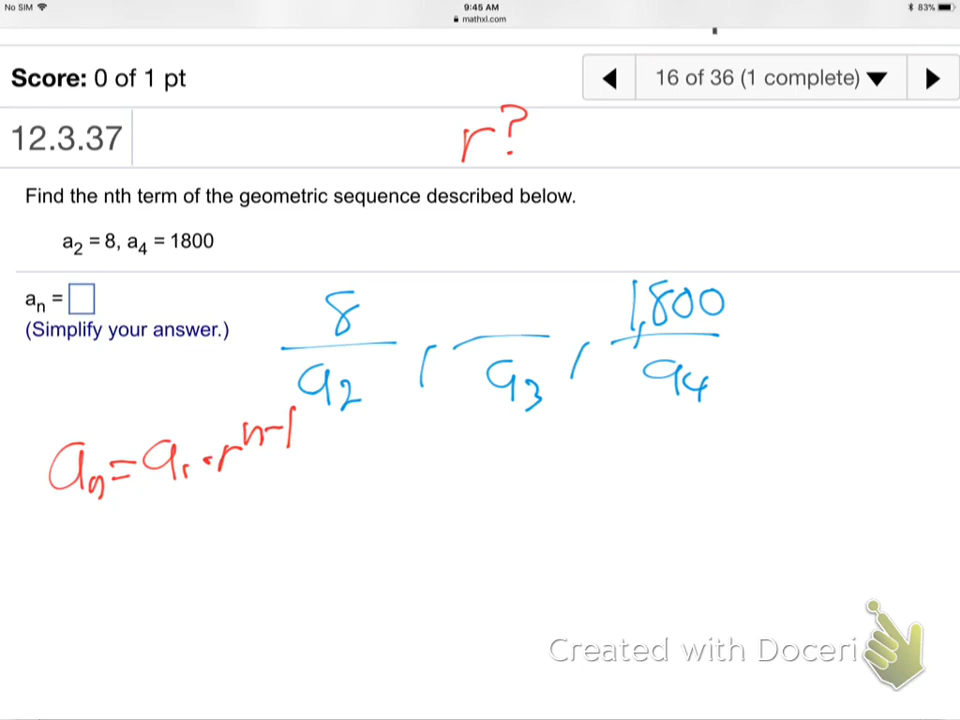 No SIM 9:45 AM 83%
mathxl.com
Score: 0 of 1 pt 16 of 36 (1 complete)
12.3.37 r?
Find the nth term of the geometric sequence described below.
a₂ = 8, a₄ = 1800
aₙ =
(Simplify your answer.)
8 1,800
a₂ , a₃ , a₄
aₙ = a₁ · rⁿ⁻¹
Created with Doceri